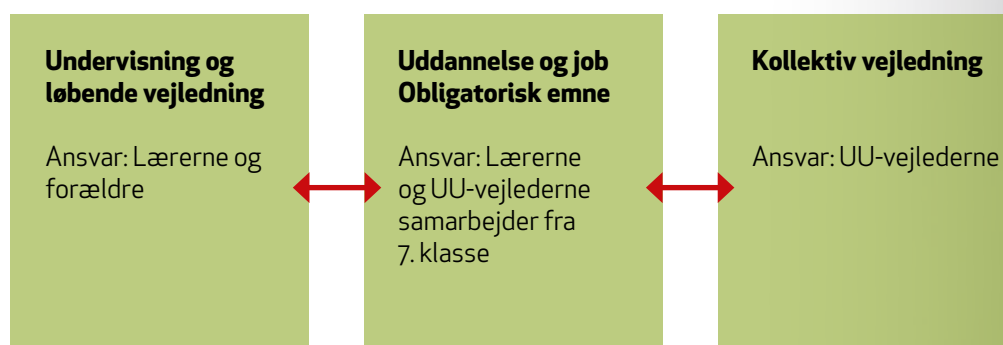 Undervisning og
løbende vejledning
Ansvar: Lærerne og
forældre
Uddannelse og job
Obligatorisk emne
Ansvar: Lærerne
og UU-vejlederne
samarbejder fra
7. klasse
Kollektiv vejledning
Ansvar: UU-vejlederne